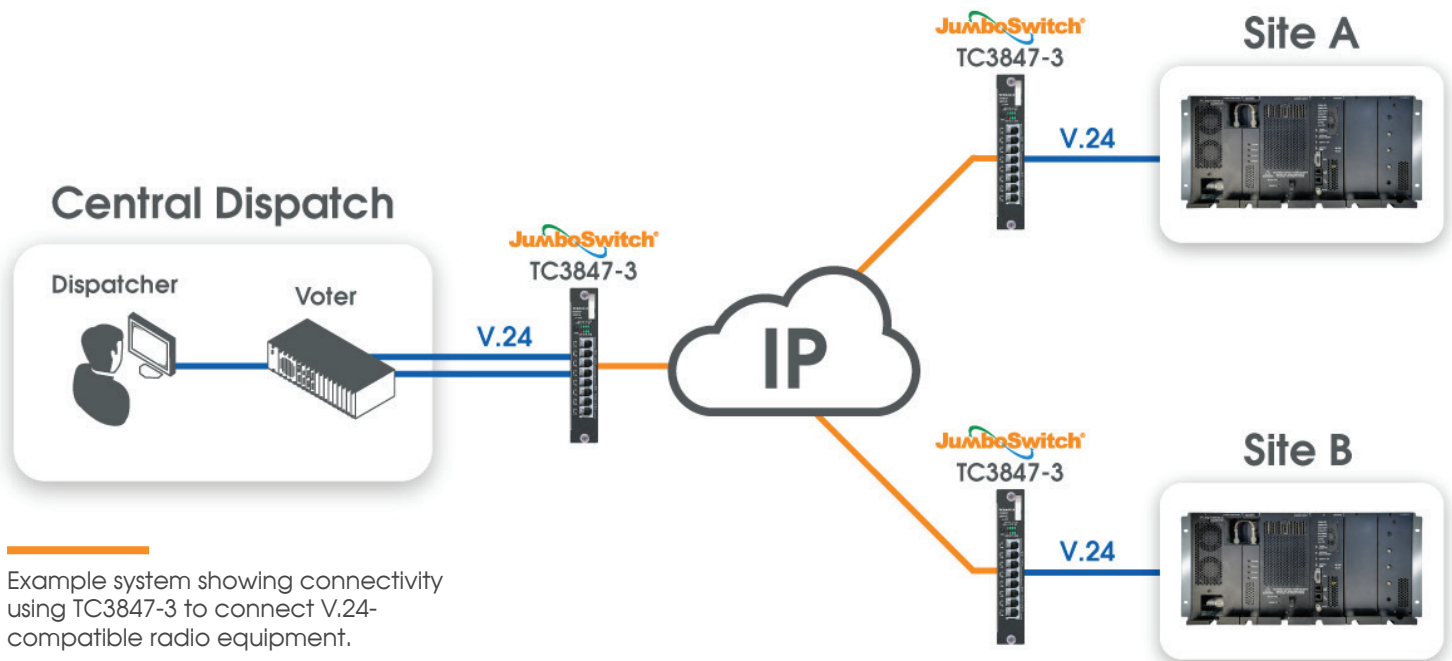 JumboSwitch®
TC3847-3
Site A
V.24
Central Dispatch
Dispatcher
Voter
JumboSwitch®
TC3847-3
V.24
IP
JumboSwitch®
TC3847-3
Site B
V.24
Example system showing connectivity
using TC3847-3 to connect V.24-
compatible radio equipment.